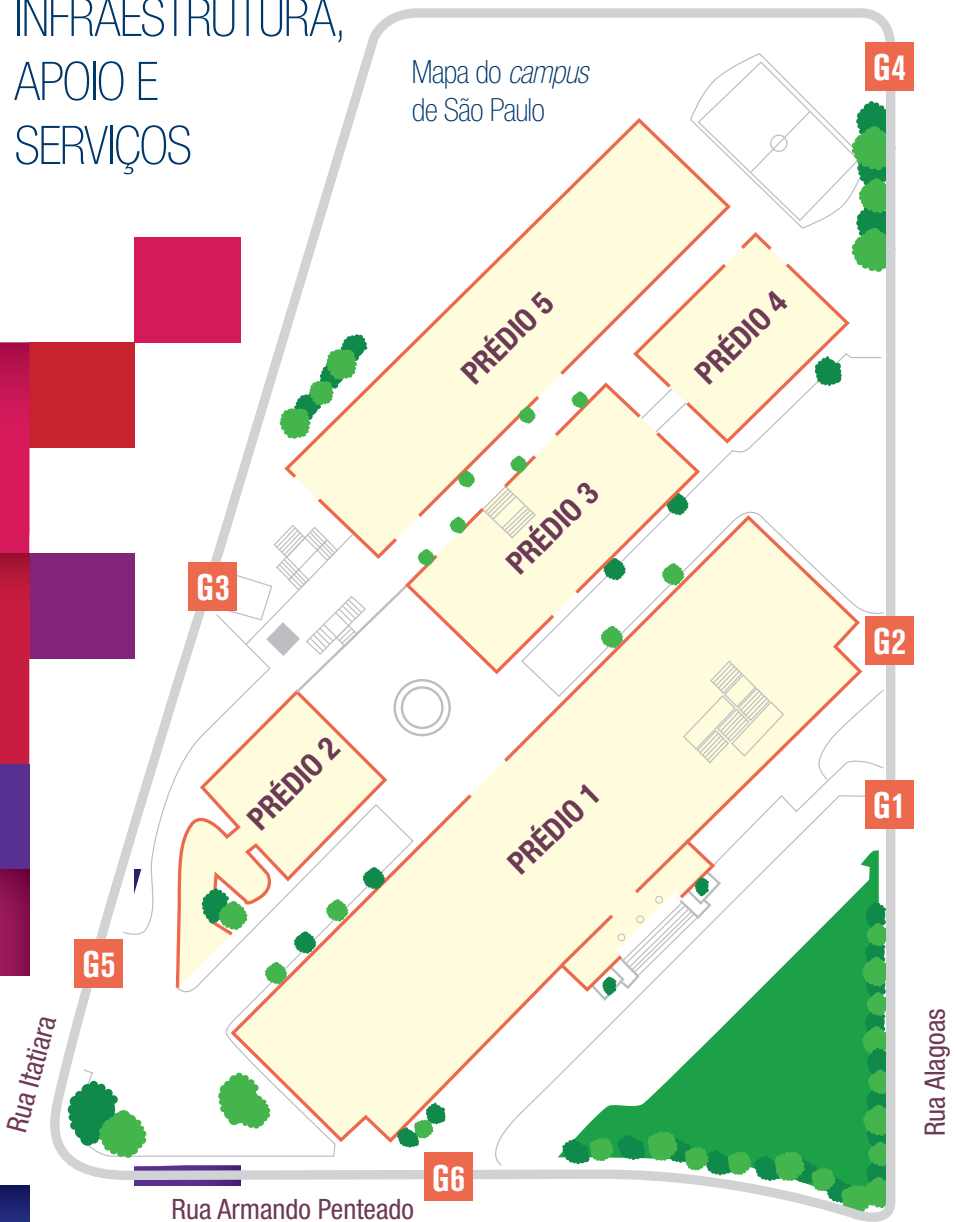 INFRAESTRUTURA,
APOIO E
SERVIÇOS
Mapa do campus
de São Paulo
G4
PRÉDIO 5
PRÉDIO 4
PRÉDIO 3
G3
G2
PRÉDIO 2
PRÉDIO 1
G1
G5
Rua Itatiara
Rua Alagoas
G6
Rua Armando Penteado